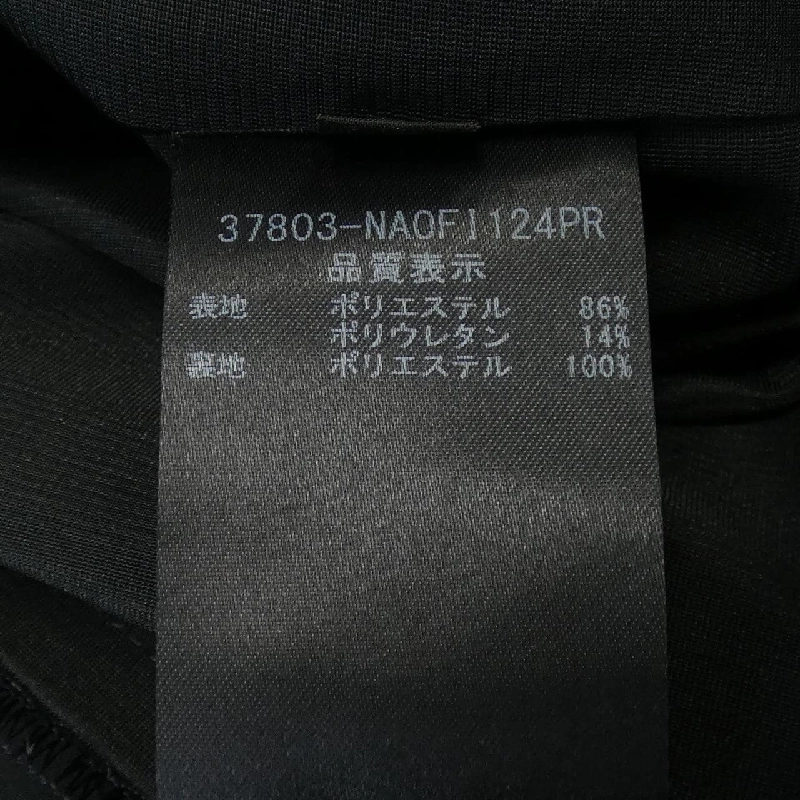 37803-NAOFI124PR
品質表示
表地 ポリエステル 86%
ポリウレタン 14%
裏地 ポリエステル 100%